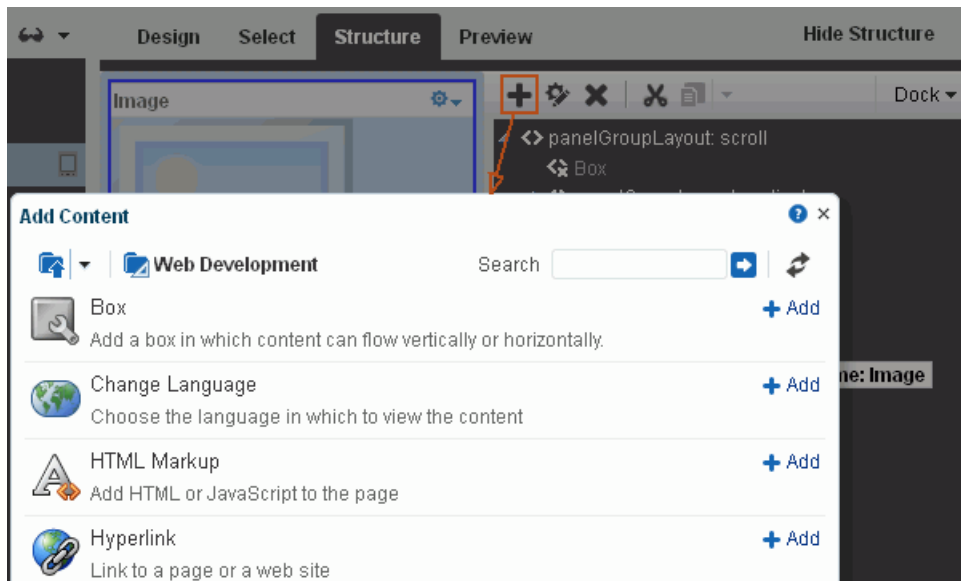 Design Select Structure Preview Hide Structure
Image
Dock
panelGroupLayout: scroll
Box
Add Content
Web Development Search
Box Add
Add a box in which content can flow vertically or horizontally.
Change Language Add
ne: Image
Choose the language in which to view the content
HTML Markup Add
Add HTML or JavaScript to the page
Hyperlink Add
Link to a page or a web site